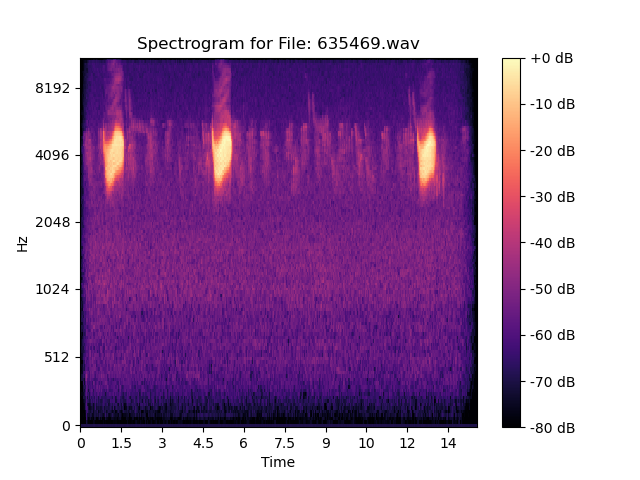 Spectrogram for File: 635469.wav
Hz
8192
4096
2048
1024
512
0
0 1.5 3 4.5 6 7.5 9 10 12 14
Time
+0 dB
-10 dB
-20 dB
-30 dB
-40 dB
-50 dB
-60 dB
-70 dB
-80 dB